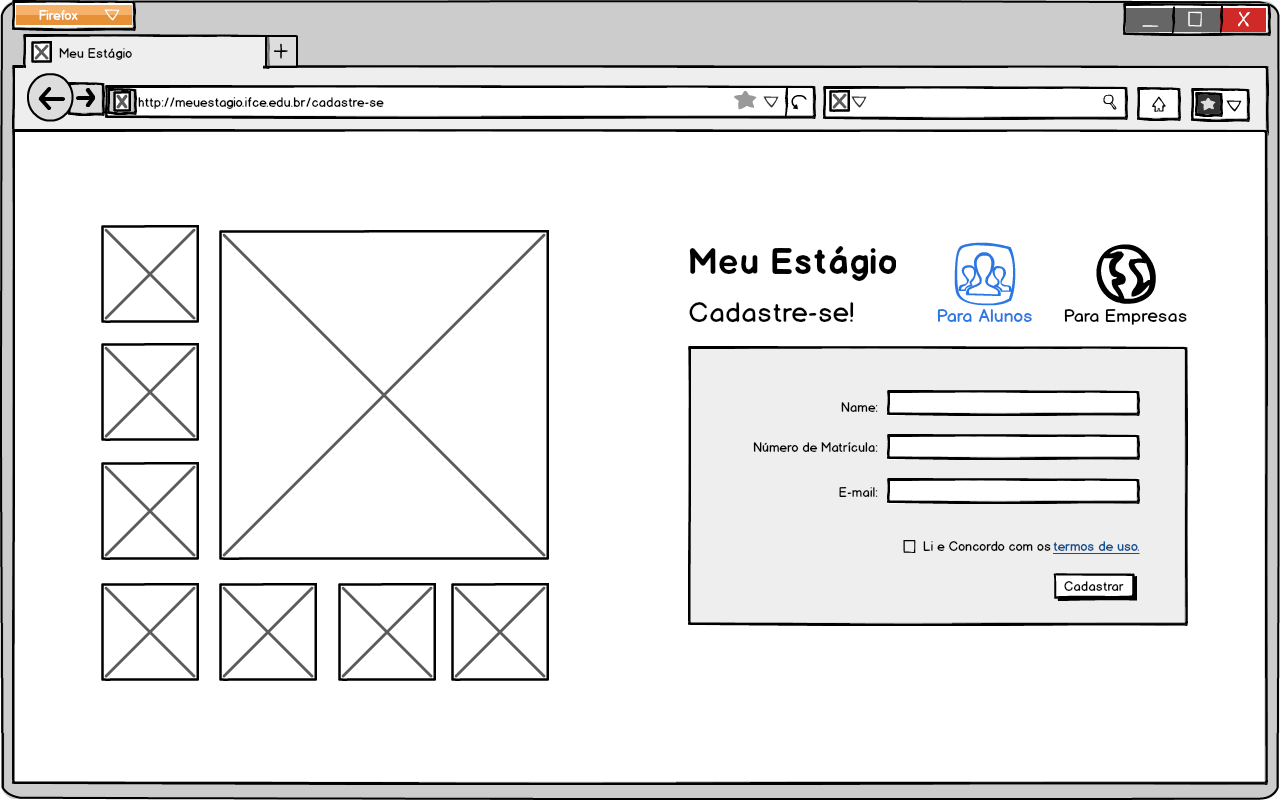 Firefox
Meu Estágio
http://meuestagio.ifce.edu.br/cadastre-se
Meu Estágio
Cadastre-se!
Para Alunos
Para Empresas
Name:
Número de Matrícula:
E-mail:
Li e Concordo com os termos de uso.
Cadastrar